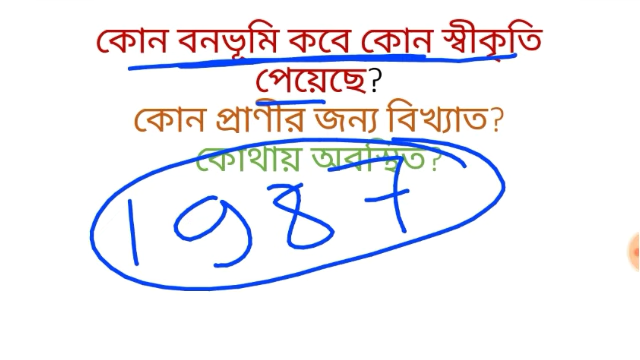 কোন বনভূমি কবে কোন স্বীকৃতি
পেয়েছে?
কোন প্রাণীর জন্য বিখ্যাত?
কোথায় অবস্থিত?
1987